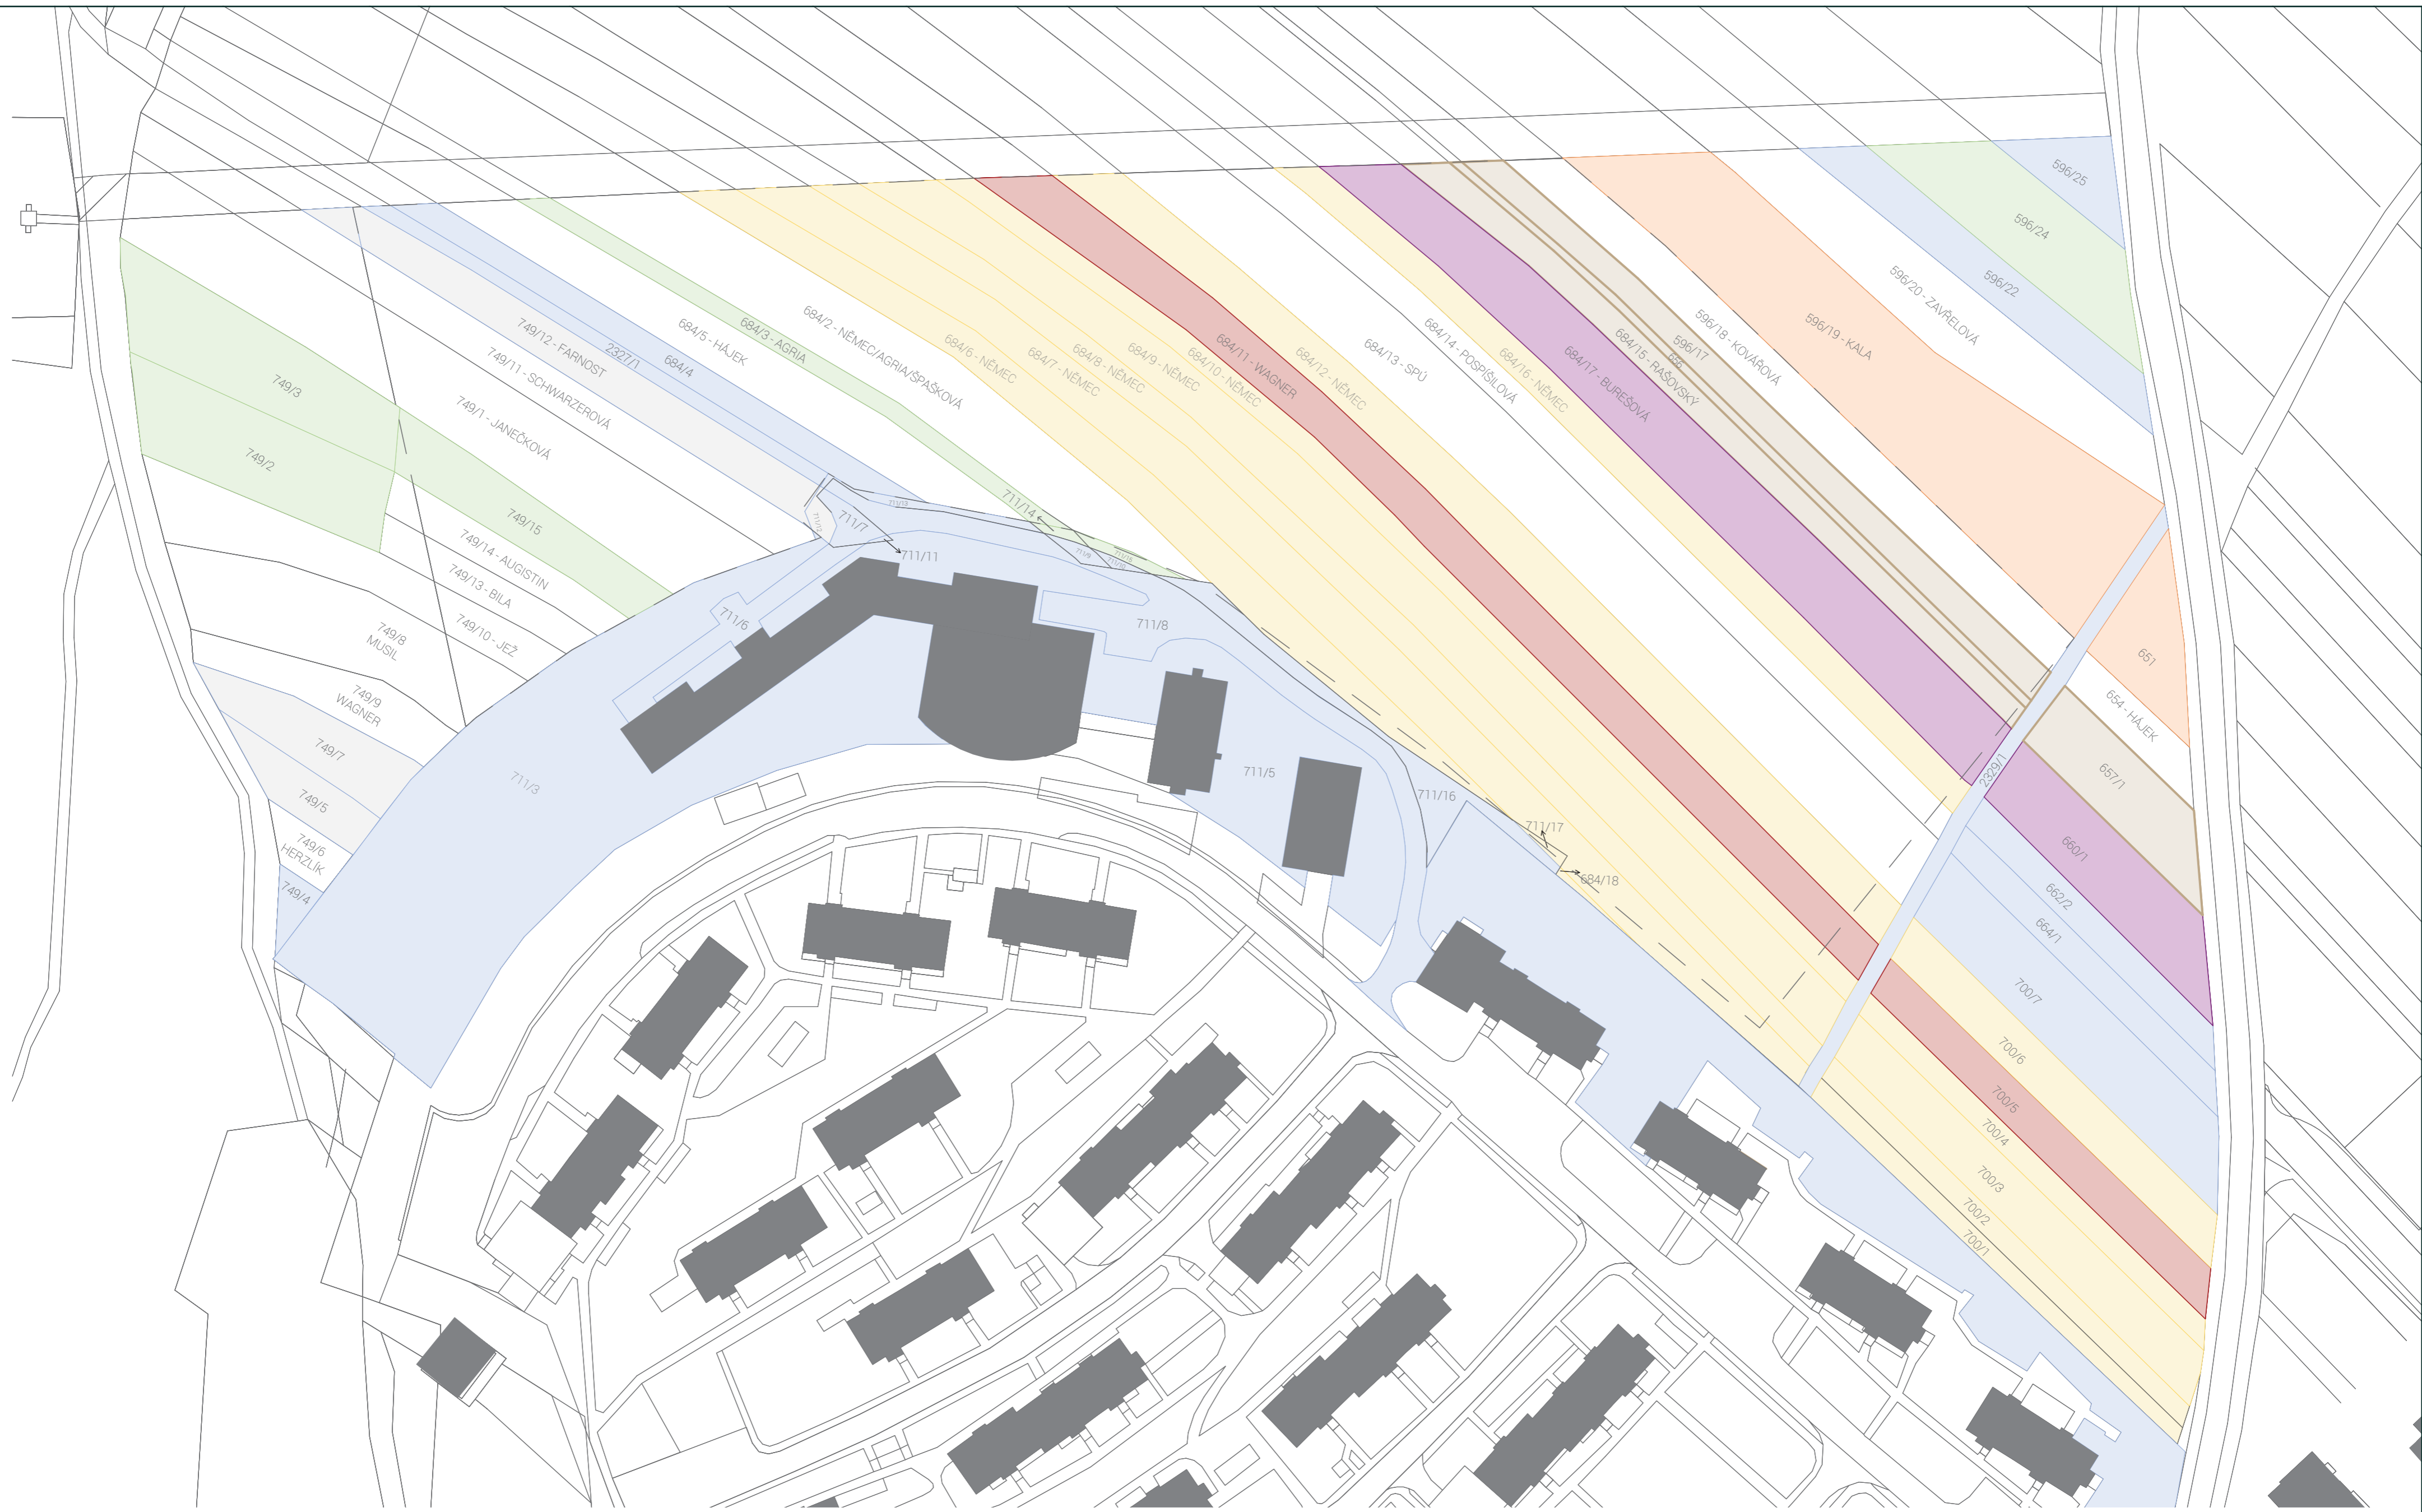 596/25
596/24
596/22
596/20 - ZAVŘELOVÁ
596/19 - KALA
596/18 - KOVÁŘOVÁ
596/17
684/15 - RAŠOVSKÝ
684/17 - BUREŠOVÁ
684/16 - NĚMEC
684/14 - POSPÍŠILOVÁ
684/13 - SPÚ
684/12 - NĚMEC
684/11 - WAGNER
684/10 - NĚMEC
684/9 - NĚMEC
684/8 - NĚMEC
684/7 - NĚMEC
684/6 - NĚMEC
684/2 - NĚMEC/AGRIA/ŠPAŠKOVÁ
684/3 - AGRIA
684/5 - HÁJEK
684/4
2327/1
749/12 - FARNOST
749/11 - SCHWARZEROVÁ
749/1 - JANEČKOVÁ
749/3
749/2
749/15
749/14 - AUGISTIN
749/13 - BILA
749/10 - JEŽ
749/8
MUSIL
749/9
WAGNER
749/7
749/5
749/6
HERZLÍK
749/4
711/3
711/6
711/7
711/12
711/13
711/11
711/14
711/9
711/8
711/5
711/16
711/17
684/18
651
654 - HÁJEK
657/1
2329/1
660/1
662/2
664/1
700/7
700/6
700/5
700/4
700/3
700/2
700/1